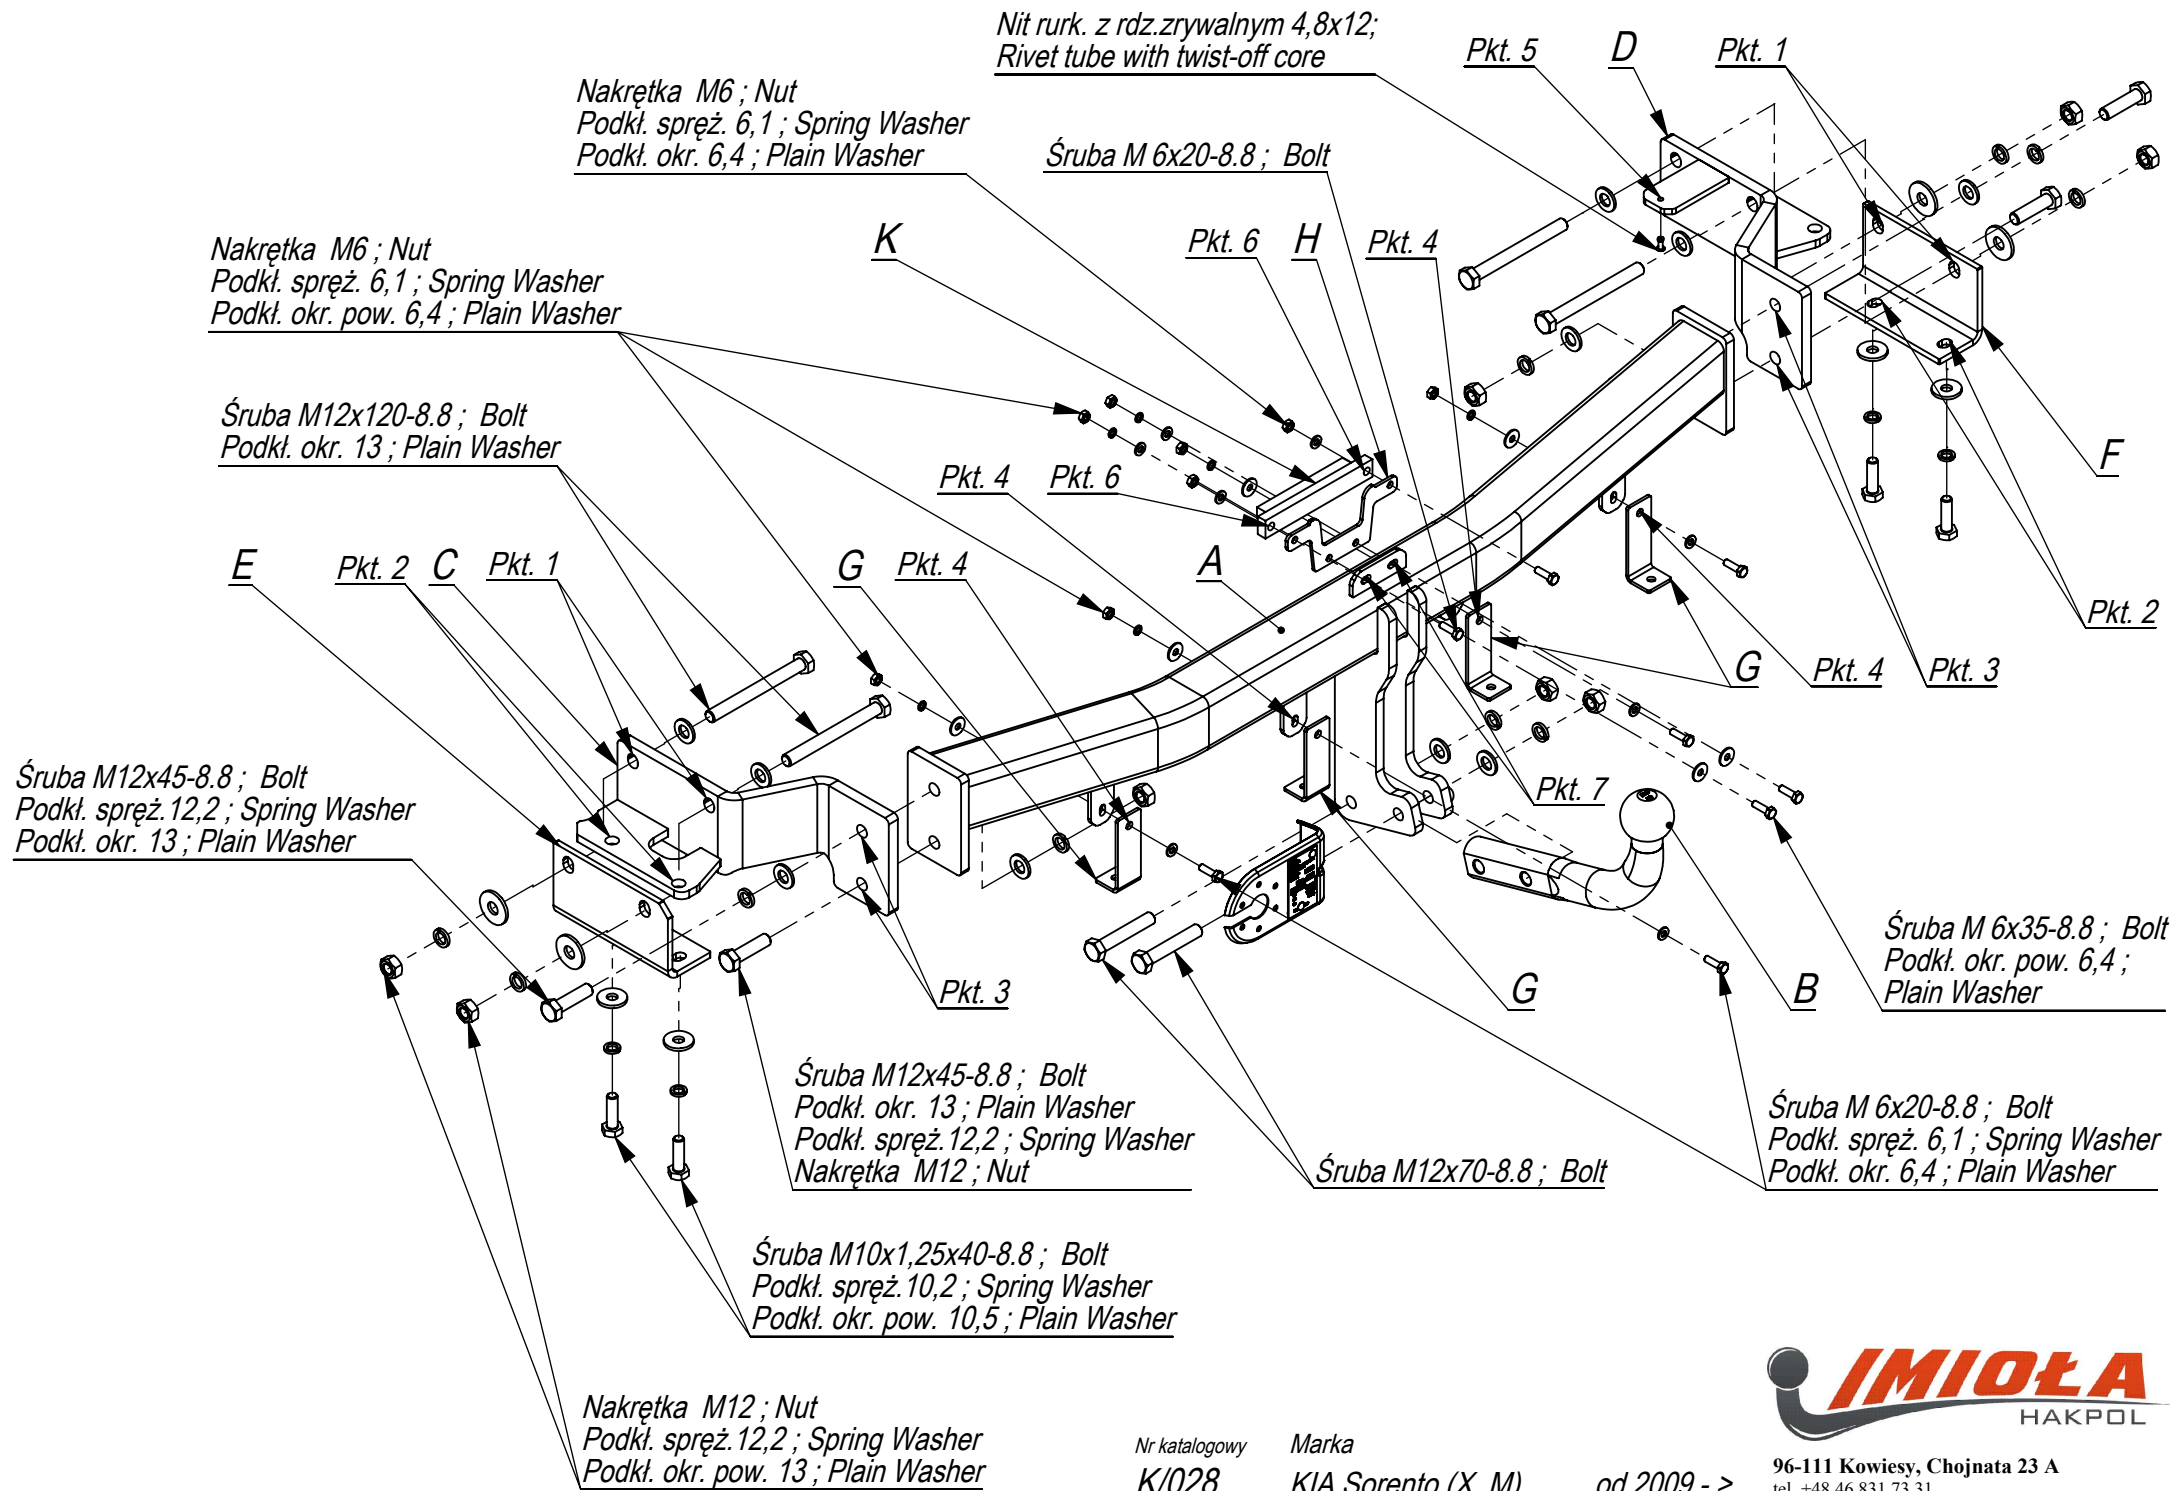 Nit rurk. z rdz.zrywalnym 4,8x12;
Rivet tube with twist-off core
Pkt. 5
D
Pkt. 1
Nakrętka M6 ; Nut
Podkł. spręż. 6,1 ; Spring Washer
Podkł. okr. 6,4 ; Plain Washer
Śruba M 6x20-8.8 ; Bolt
K
Pkt. 6
H
Pkt. 4
Nakrętka M6 ; Nut
Podkł. spręż. 6,1 ; Spring Washer
Podkł. okr. pow. 6,4 ; Plain Washer
Śruba M12x120-8.8 ; Bolt
Podkł. okr. 13 ; Plain Washer
Pkt. 4
Pkt. 6
F
E
Pkt. 2
C
Pkt. 1
G
Pkt. 4
A
Pkt. 2
G
Pkt. 4
Pkt. 3
Śruba M12x45-8.8 ; Bolt
Podkł. spręż.12,2 ; Spring Washer
Podkł. okr. 13 ; Plain Washer
Pkt. 7
Śruba M 6x35-8.8 ; Bolt
Podkł. okr. pow. 6,4 ;
Plain Washer
Pkt. 3
G
B
Śruba M12x45-8.8 ; Bolt
Podkł. okr. 13 ; Plain Washer
Podkł. spręż.12,2 ; Spring Washer
Nakrętka M12 ; Nut
Śruba M12x70-8.8 ; Bolt
Śruba M 6x20-8.8 ; Bolt
Podkł. spręż. 6,1 ; Spring Washer
Podkł. okr. 6,4 ; Plain Washer
Śruba M10x1,25x40-8.8 ; Bolt
Podkł. spręż.10,2 ; Spring Washer
Podkł. okr. pow. 10,5 ; Plain Washer
Nakrętka M12 ; Nut
Podkł. spręż.12,2 ; Spring Washer
Podkł. okr. pow. 13 ; Plain Washer
IMIOŁA
HAKPOL
Nr katalogowy Marka
K/028 KIA Sorento (X M) od 2009 - >
96-111 Kowiesy, Chojnata 23 A
tel. +48 46 831 73 31